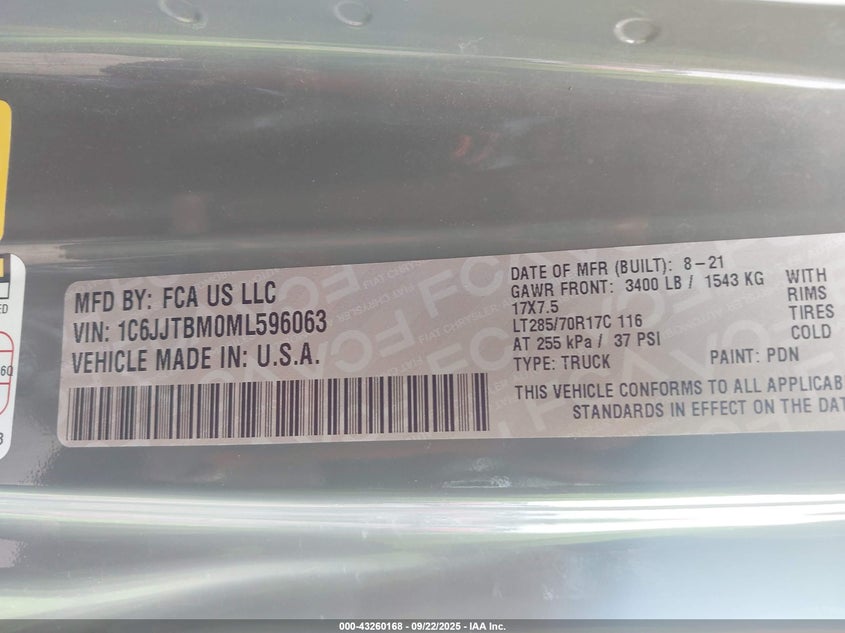 MFD BY: FCA US LLC
VIN: 1C6JJTBM0ML596063
VEHICLE MADE IN: U.S.A.
DATE OF MFR (BUILT): 8-21
GAWR FRONT: 3400 LB / 1543 KG WITH
17X7.5 RIMS
LT285/70R17C 116 TIRES
AT 255 kPa / 37 PSI COLD
TYPE: TRUCK PAINT: PDN
THIS VEHICLE CONFORMS TO ALL APPLICAB
STANDARDS IN EFFECT ON THE DAT
ED
60
3
000-43260168 - 09/22/2025 - IAA Inc.